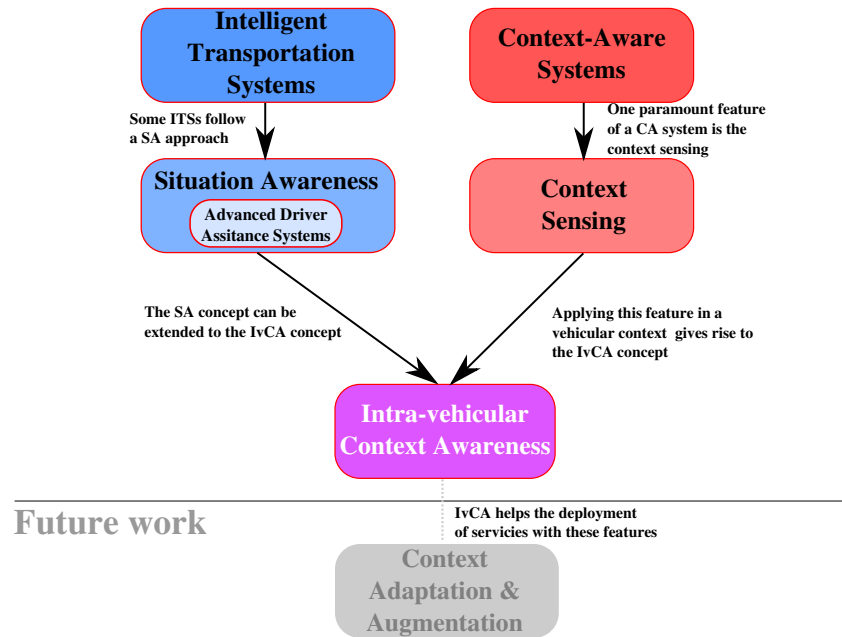 Intelligent
Transportation
Systems
Context-Aware
Systems
Some ITSs follow
a SA approach
One paramount feature
of a CA system is the
context sensing
Situation Awareness
Advanced Driver
Assitance Systems
Context
Sensing
The SA concept can be
extended to the IvCA concept
Applying this feature in a
vehicular context gives rise to
the IvCA concept
Intra-vehicular
Context Awareness
Future work
IvCA helps the deployment
of servicies with these features
Context
Adaptation &
Augmentation